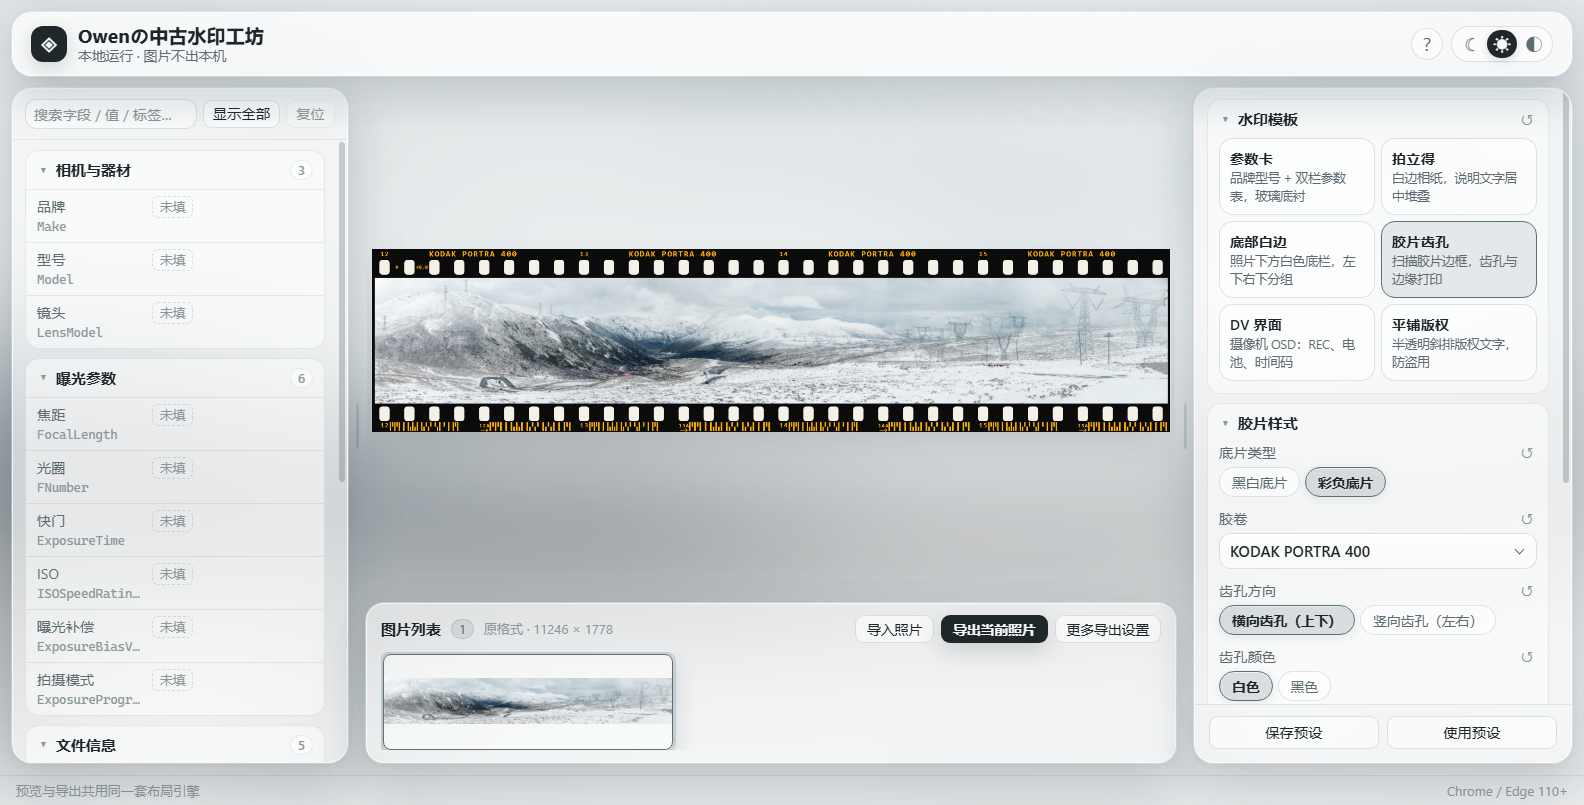 Owenの中古水印工坊
本地运行 · 图片不出本机
?
搜索字段 / 值 / 标签...
显示全部
复位
相机与器材
3
品牌
未填
Make
型号
未填
Model
镜头
未填
LensModel
曝光参数
6
焦距
未填
FocalLength
光圈
未填
FNumber
快门
未填
ExposureTime
ISO
未填
ISOSpeedRatin…
曝光补偿
未填
ExposureBiasV…
拍摄模式
未填
ExposureProgr…
文件信息
5
12
KODAK PORTRA 400
13
KODAK PORTRA 400
14
KODAK PORTRA 400
15
KODAK PORTRA 400
12
13
14
15
图片列表
1
原格式 · 11246 × 1778
导入照片
导出当前照片
更多导出设置
水印模板
参数卡
品牌型号 + 双栏参数
表，玻璃底衬
拍立得
白边相纸，说明文字居
中堆叠
底部白边
照片下方白色底栏，左
下右下分组
胶片齿孔
扫描胶片边框，齿孔与
边缘打印
DV 界面
摄像机 OSD：REC、电
池、时间码
平铺版权
半透明斜排版权文字，
防盗用
胶片样式
底片类型
黑白底片
彩负底片
胶卷
KODAK PORTRA 400
齿孔方向
横向齿孔（上下）
竖向齿孔（左右）
齿孔颜色
白色
黑色
保存预设
使用预设
预览与导出共用同一套布局引擎
Chrome / Edge 110+